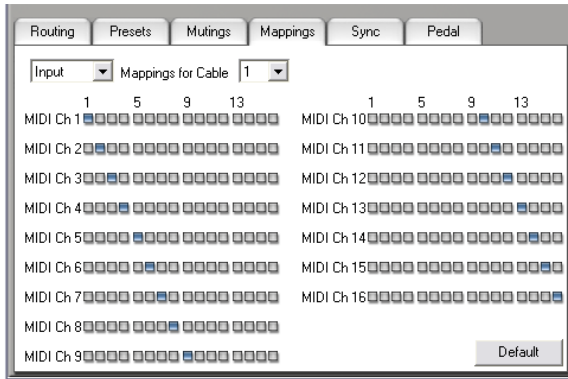 Routing Presets Mutings Mappings Sync Pedal
Input Mappings for Cable 1
1 5 9 13
MIDI Ch 1
MIDI Ch 2
MIDI Ch 3
MIDI Ch 4
MIDI Ch 5
MIDI Ch 6
MIDI Ch 7
MIDI Ch 8
MIDI Ch 9
1 5 9 13
MIDI Ch 10
MIDI Ch 11
MIDI Ch 12
MIDI Ch 13
MIDI Ch 14
MIDI Ch 15
MIDI Ch 16
Default